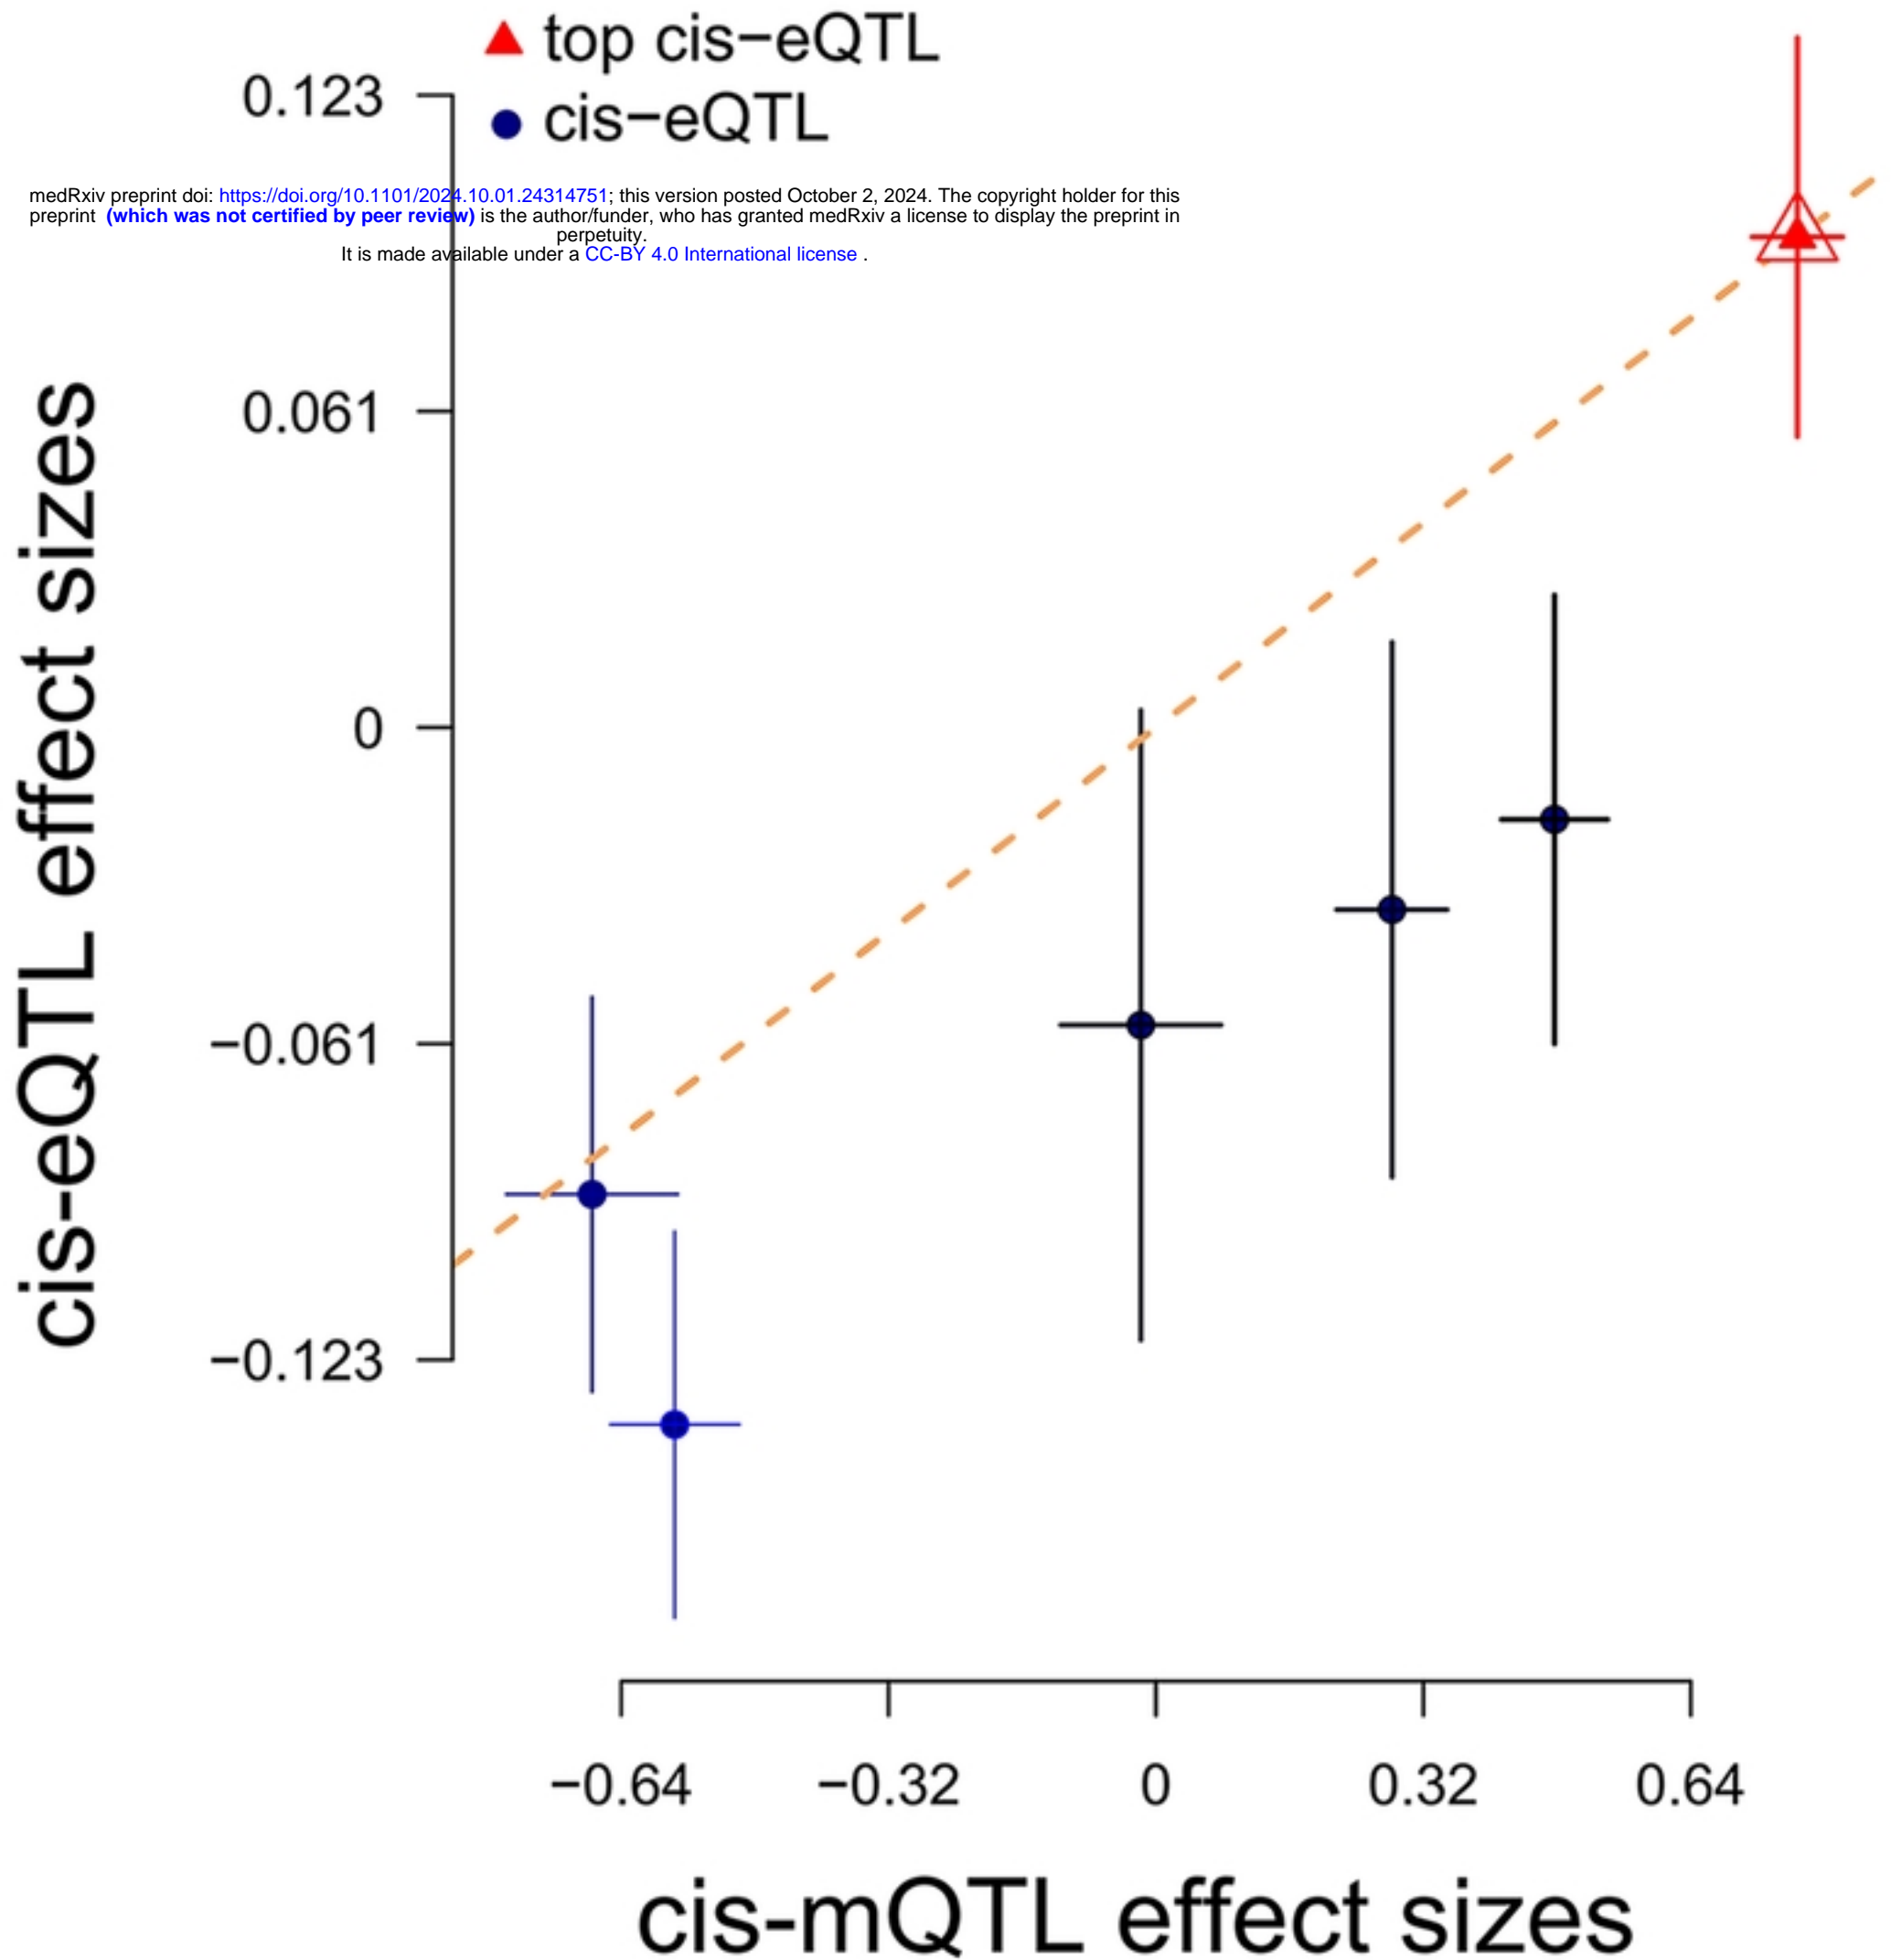 top cis−eQTL
cis−eQTL
0.123
medRxiv preprint doi: https://doi.org/10.1101/2024.10.01.24314751; this version posted October 2, 2024. The copyright holder for this
preprint (which was not certified by peer review) is the author/funder, who has granted medRxiv a license to display the preprint in
perpetuity.
It is made available under a CC-BY 4.0 International license .
0.061
0
−0.061
−0.123
cis-eQTL effect sizes
−0.64 −0.32 0 0.32 0.64
cis-mQTL effect sizes